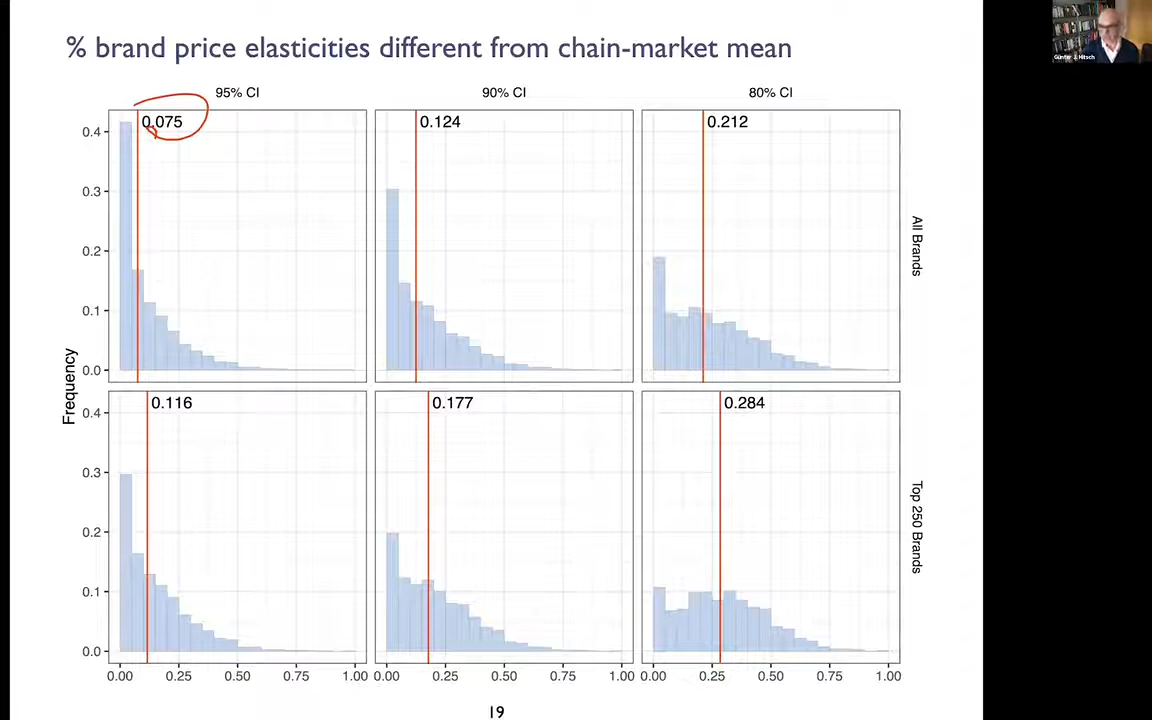 % brand price elasticities different from chain-market mean
Günter J. Hitsch
95% CI
90% CI
80% CI
0.075
0.124
0.212
0.4
0.3
0.2
0.1
0.0
All Brands
Frequency
0.116
0.177
0.284
0.4
0.3
0.2
0.1
0.0
Top 250 Brands
0.00 0.25 0.50 0.75 1.00 0.00 0.25 0.50 0.75 1.00 0.00 0.25 0.50 0.75 1.00
19